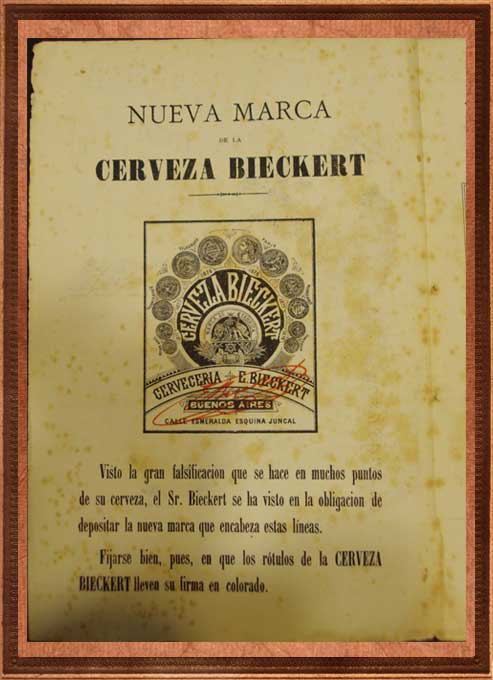 NUEVA MARCA
DE LA
CERVEZA BIECKERT
CERVEZA BIECKERT
CERVECERIA E. BIECKERT
BUENOS AIRES
CALLE ESMERALDA ESQUINA JUNCAL
Visto la gran falsificacion que se hace en muchos puntos
de su cerveza, el Sr. Bieckert se ha visto en la obligacion de
depositar la nueva marca que encabeza estas líneas.
Fijarse bien, pues, en que los rótulos de la CERVEZA
BIECKERT lleven su firma en colorado.